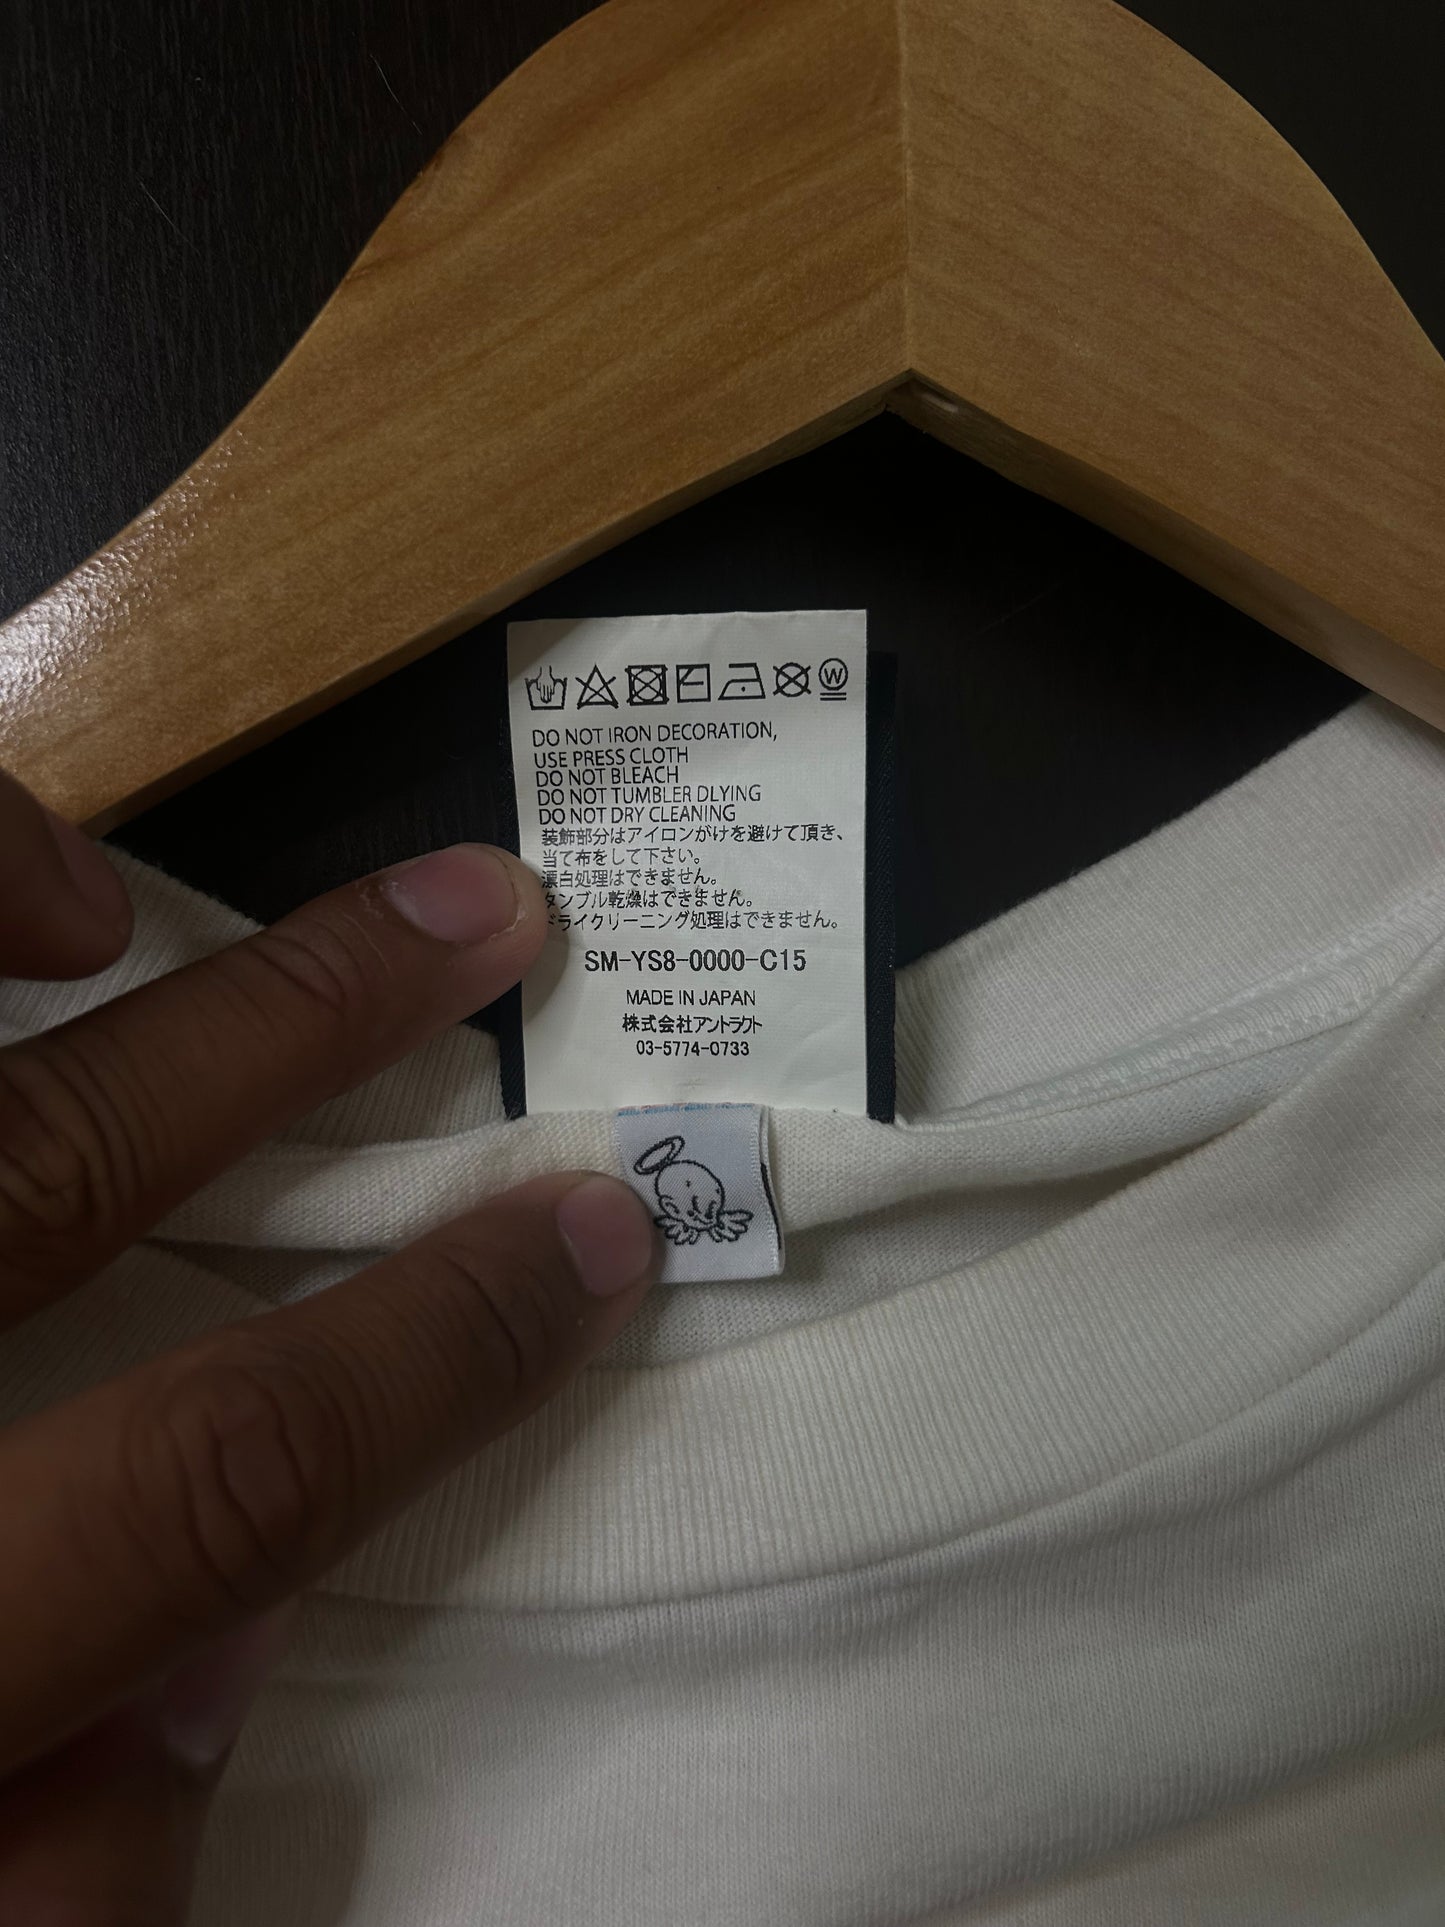 W
DO NOT IRON DECORATION,
USE PRESS CLOTH
DO NOT BLEACH
DO NOT TUMBLER DLYING
DO NOT DRY CLEANING
装飾部分はアイロンがけを避けて頂き、
当て布をして下さい。
漂白処理はできません。
タンブル乾燥はできません。
ドライクリーニング処理はできません。
SM-YS8-0000-C15
MADE IN JAPAN
株式会社アントラクト
03-5774-0733